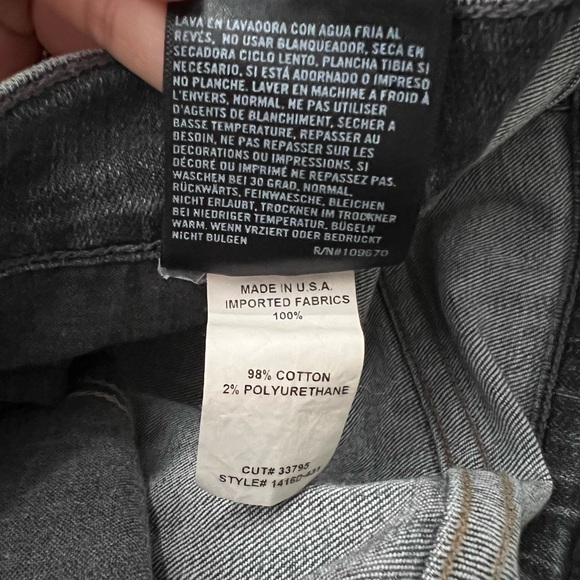 LAVA EN LAVADORA CON AGUA FRIA AL
REVÉS, NO USAR BLANQUEADOR, SECA EN
SECADORA CICLO LENTO, PLANCHA TIBIA SI
NECESARIO, SI ESTÁ ADORNADO O IMPRESO
NO PLANCHE. LAVER EN MACHINE A FROID À
L'ENVERS, NORMAL, NE PAS UTILISER
D'AGENTS DE BLANCHIMENT, SECHER A
BASSE TEMPERATURE, REPASSER AU
BESOIN, NE PAS REPASSER SUR LES
DECORATIONS OU IMPRESSIONS, SI
DÉCORÉ OU IMPRIMÉ NE REPASSEZ PAS.
WASCHEN BEI 30 GRAD, NORMAL,
RÜCKWÄRTS, FEINWAESCHE, BLEICHEN
NICHT ERLAUBT, TROCKNEN IM TROCKNER
BEI NIEDRIGER TEMPERATUR, BÜGELN
WARM, WENN VRZIERT ODER BEDRUCKT
NICHT BULGEN
R/N#109670
MADE IN U.S.A.
IMPORTED FABRICS
100%
98% COTTON
2% POLYURETHANE
CUT# 33795
STYLE#